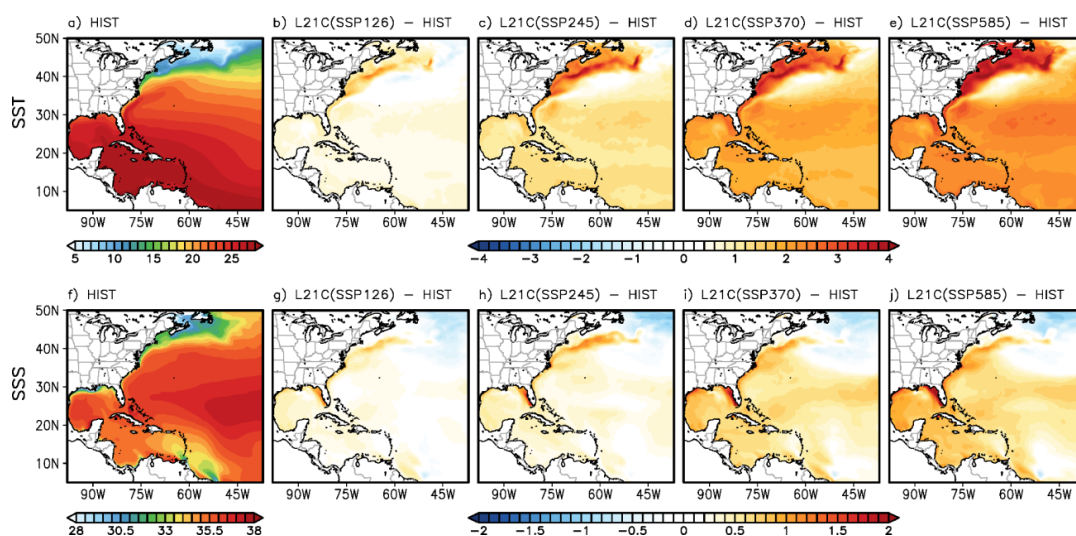 a) HIST
b) L21C(SSP126) – HIST
c) L21C(SSP245) – HIST
d) L21C(SSP370) – HIST
e) L21C(SSP585) – HIST
SST
50N
40N
30N
20N
10N
90W 75W 60W 45W
90W 75W 60W 45W
90W 75W 60W 45W
90W 75W 60W 45W
90W 75W 60W 45W
5 10 15 20 25
-4 -3 -2 -1 0 1 2 3 4
f) HIST
g) L21C(SSP126) – HIST
h) L21C(SSP245) – HIST
i) L21C(SSP370) – HIST
j) L21C(SSP585) – HIST
SSS
50N
40N
30N
20N
10N
90W 75W 60W 45W
90W 75W 60W 45W
90W 75W 60W 45W
90W 75W 60W 45W
90W 75W 60W 45W
28 30.5 33 35.5 38
-2 -1.5 -1 -0.5 0 0.5 1 1.5 2